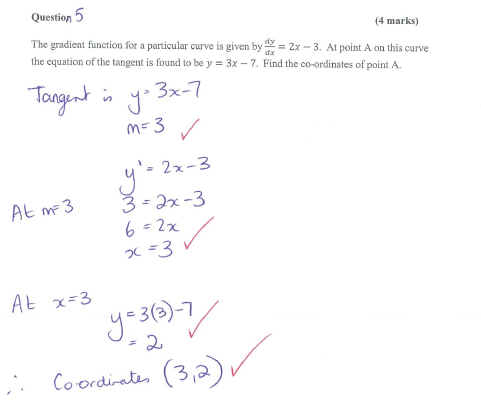 Question 5
(4 marks)
The gradient function for a particular curve is given by dy/dx = 2x − 3. At point A on this curve
the equation of the tangent is found to be y = 3x − 7. Find the co-ordinates of point A.
Tangent is y = 3x-7
m=3
y' = 2x-3
At m=3 3 = 2x-3
6 = 2x
x = 3
At x=3
y = 3(3)-7
= 2
∴ Coordinates (3,2)